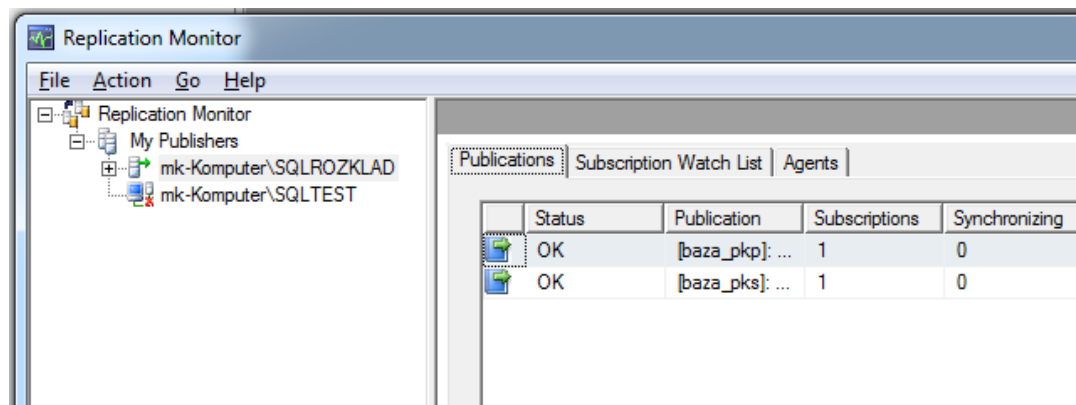 Replication Monitor
File Action Go Help
Replication Monitor
My Publishers
mk-Komputer\SQLROZKLAD
mk-Komputer\SQLTEST
Publications Subscription Watch List Agents
Status Publication Subscriptions Synchronizing
OK [baza_pkp]: ... 1 0
OK [baza_pks]: ... 1 0